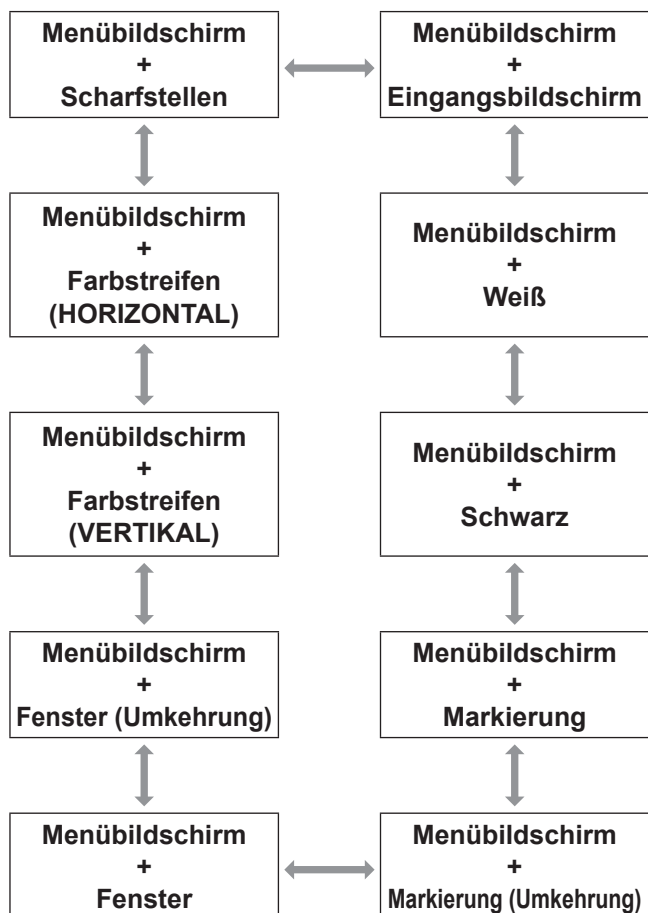 Menübildschirm
+
Scharfstellen
Menübildschirm
+
Eingangsbildschirm
Menübildschirm
+
Farbstreifen
(HORIZONTAL)
Menübildschirm
+
Weiß
Menübildschirm
+
Farbstreifen
(VERTIKAL)
Menübildschirm
+
Schwarz
Menübildschirm
+
Fenster (Umkehrung)
Menübildschirm
+
Markierung
Menübildschirm
+
Fenster
Menübildschirm
+
Markierung (Umkehrung)